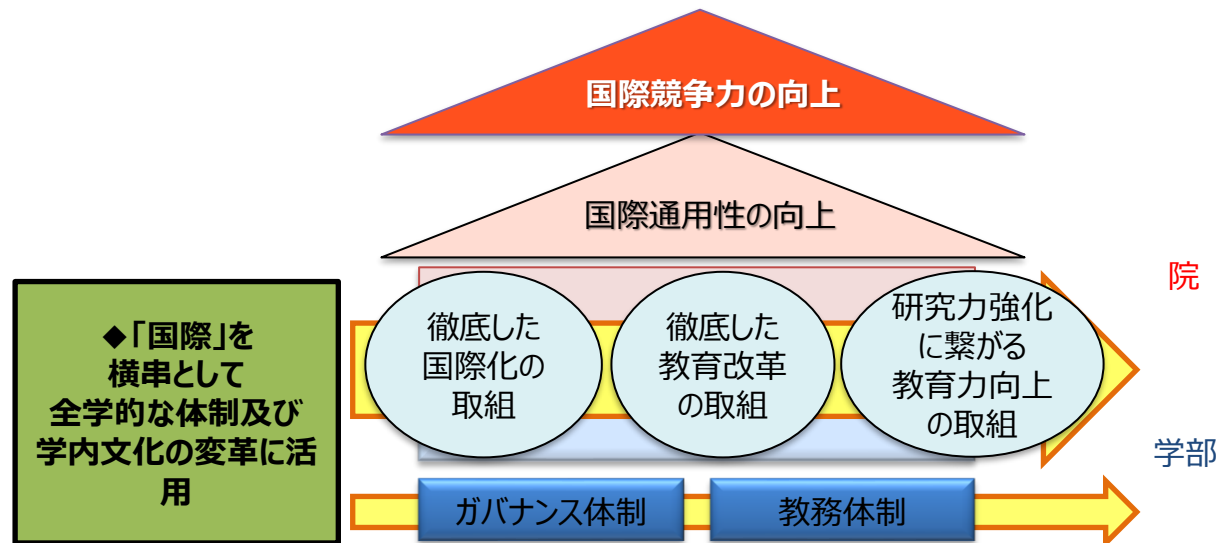 国際競争力の向上
国際通用性の向上
◆「国際」を
横串として
全学的な体制及び
学内文化の変革に活
用
徹底した
国際化の
取組
徹底した
教育改革
の取組
研究力強化
に繋がる
教育力向上
の取組
院
学部
ガバナンス体制
教務体制